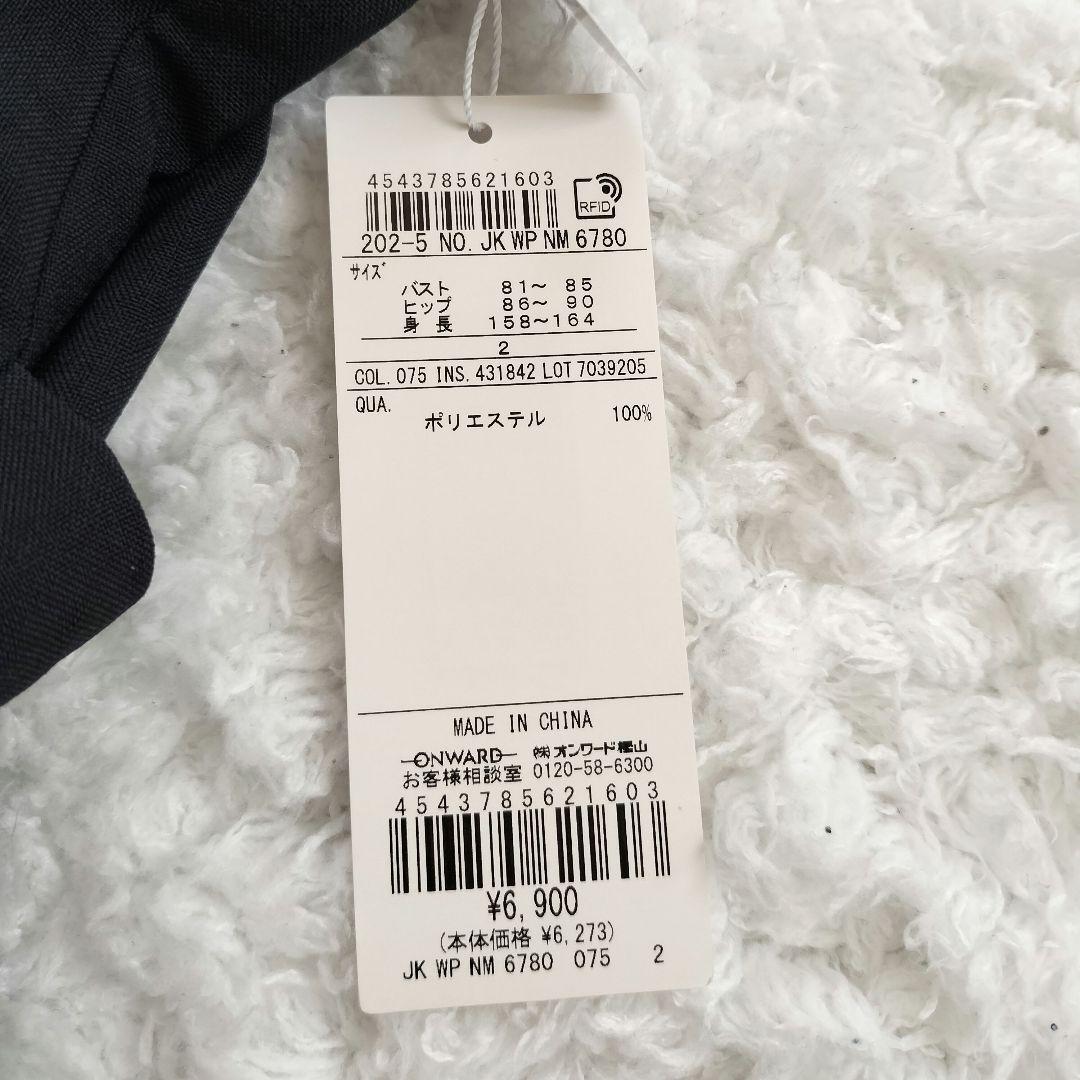 4543785621603
RFID
202-5 NO. JK WP NM 6780
サイズ
バスト 81～ 85
ヒップ 86～ 90
身 長 158～164
2
COL. 075 INS. 431842 LOT 7039205
QUA.
ポリエステル 100%
MADE IN CHINA
ONWARD ㈱オンワード樫山
お客様相談室 0120-58-6300
4543785621603
¥6,900
(本体価格 ¥6,273)
JK WP NM 6780 075 2